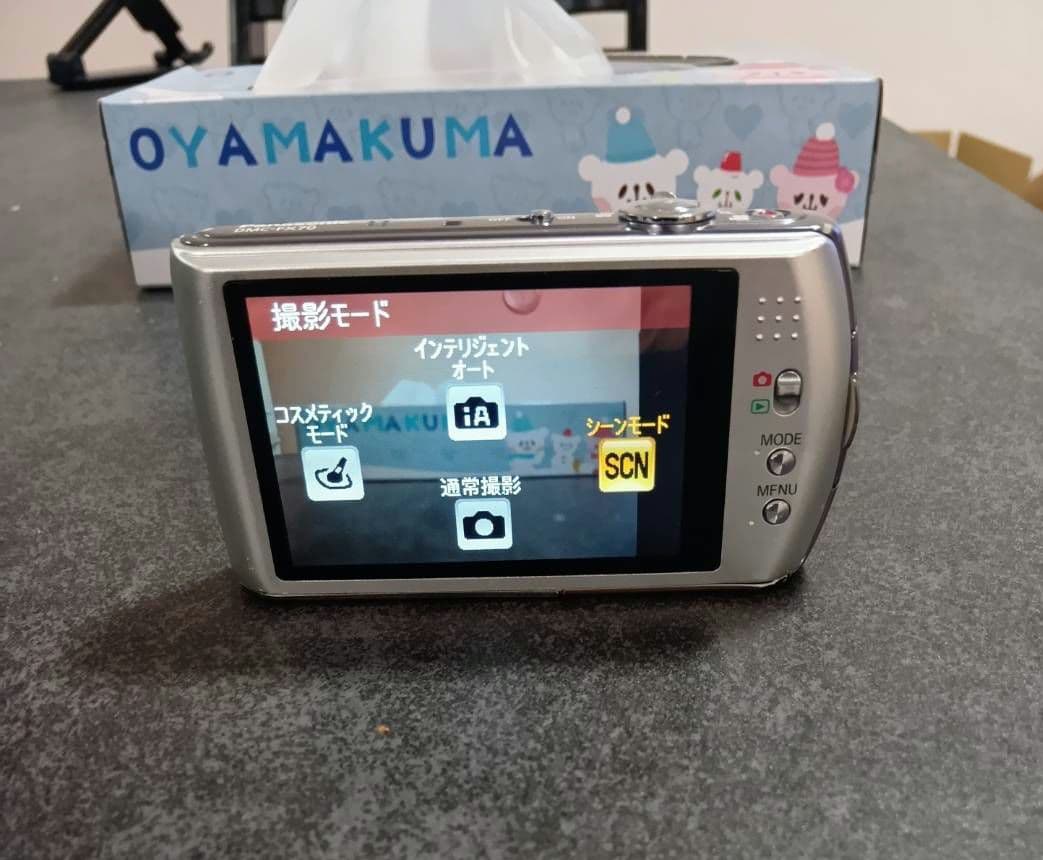 OYAMAKUMA
DMC-FX70
撮影モード
インテリジェント
オート
iA
コスメティック
モード
シーンモード
SCN
通常撮影
MODE
MENU